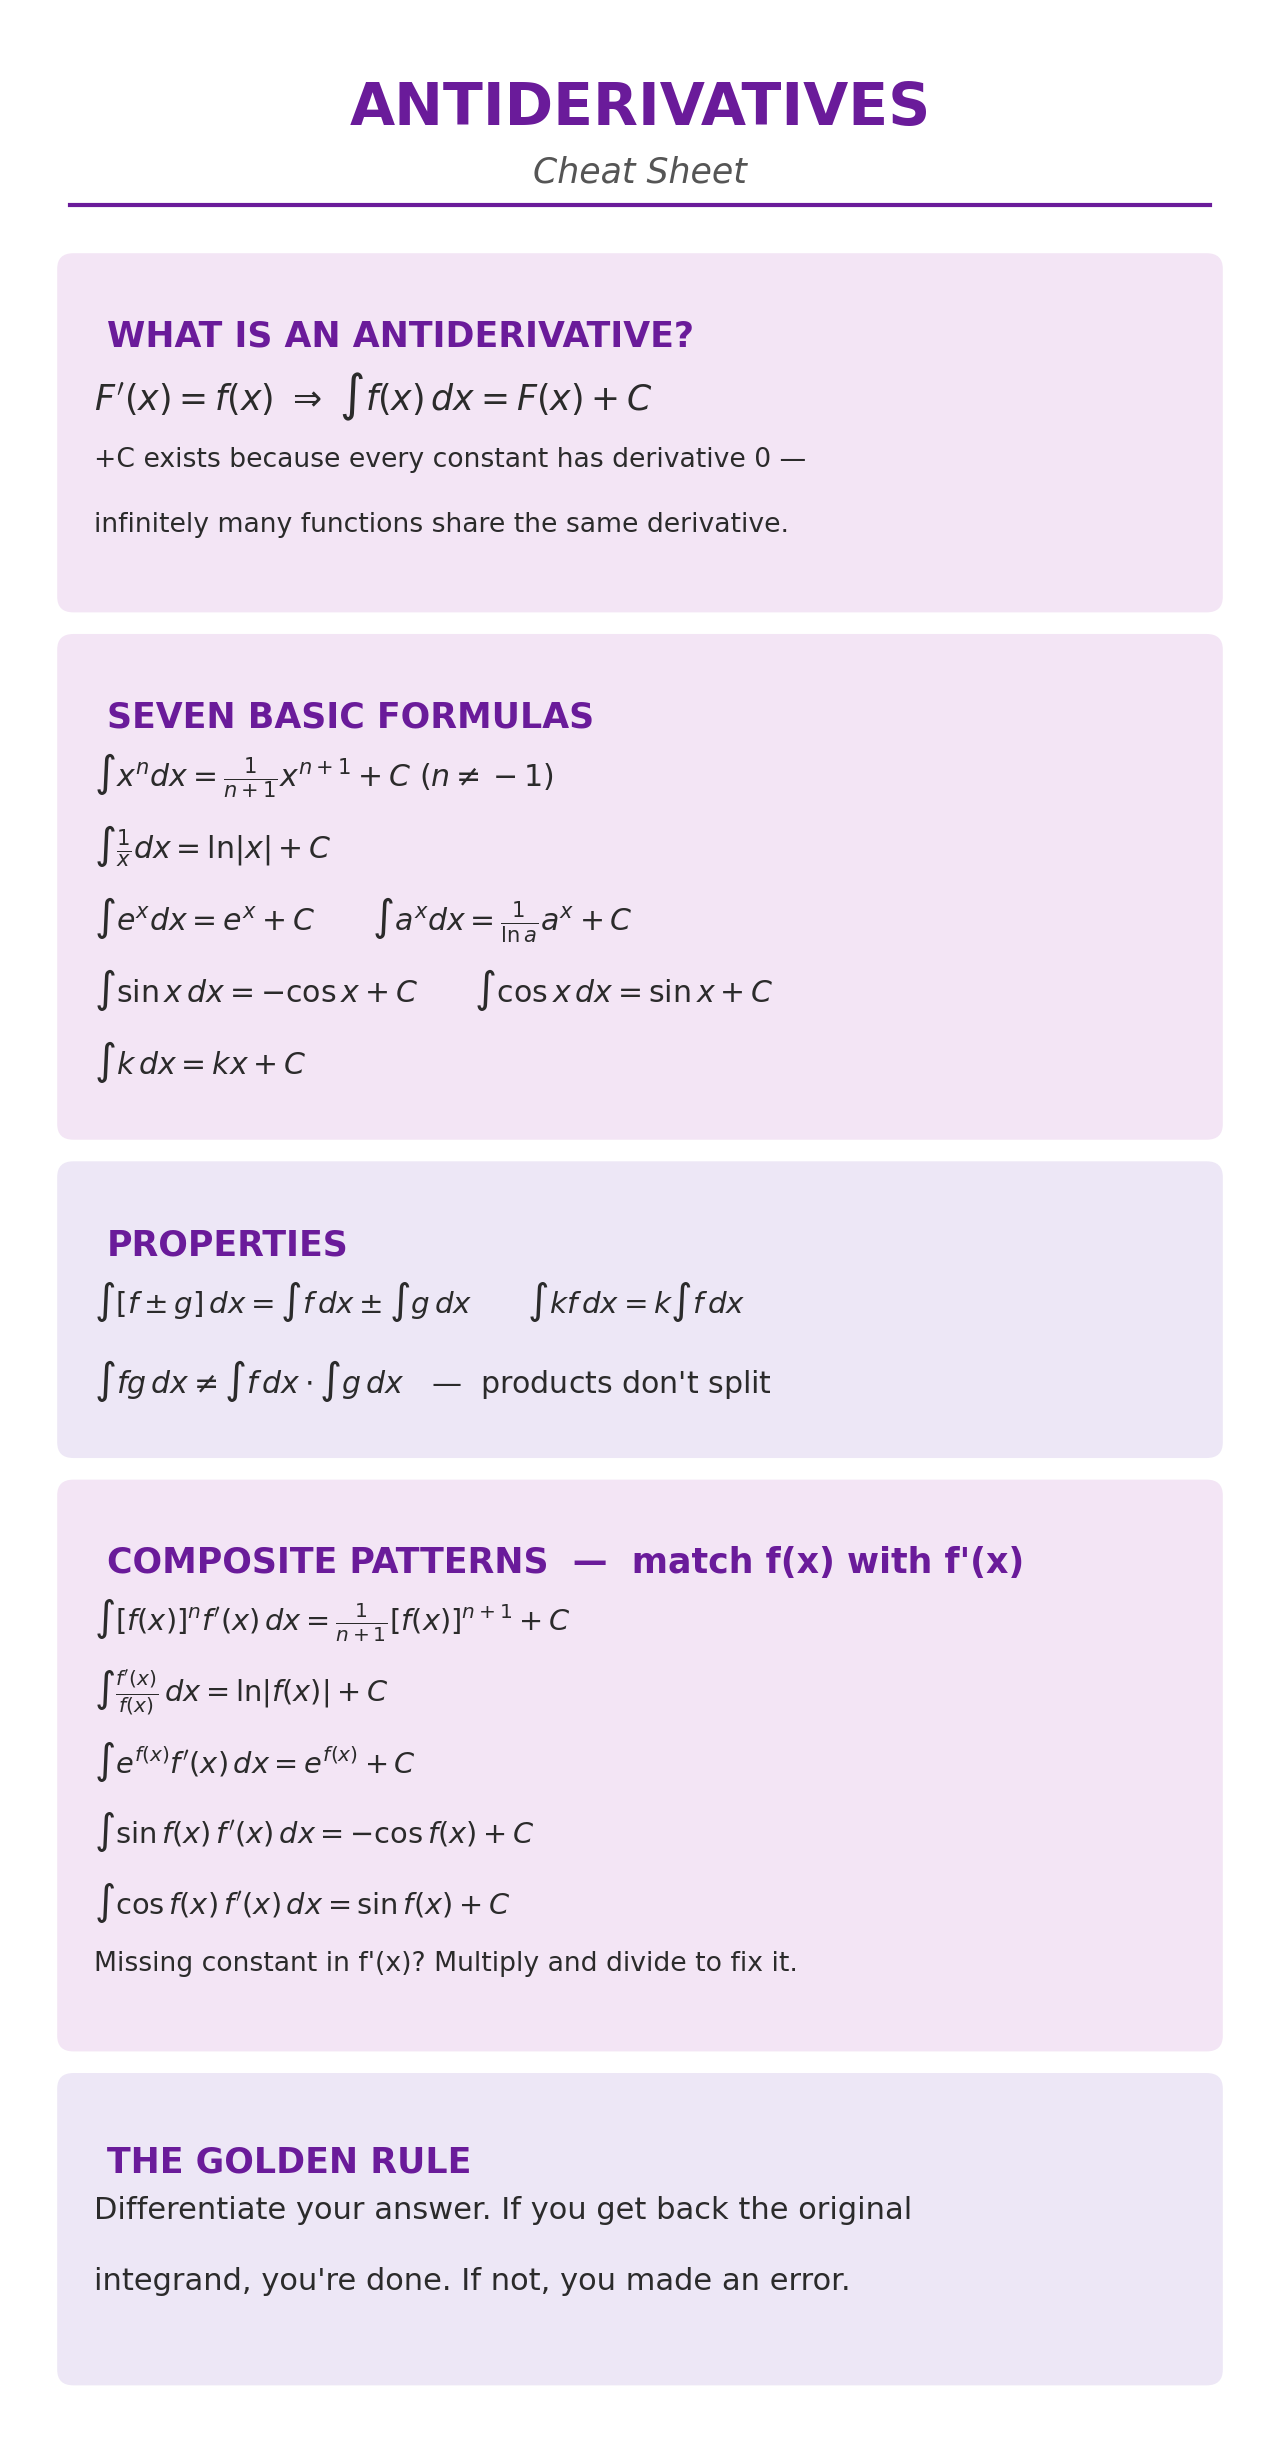 ANTIDERIVATIVES
Cheat Sheet
WHAT IS AN ANTIDERIVATIVE?
F′(x) = f(x) ⇒ ∫f(x) dx = F(x) + C
+C exists because every constant has derivative 0 —
infinitely many functions share the same derivative.
SEVEN BASIC FORMULAS
∫xⁿdx = 1/(n+1) xⁿ⁺¹ + C (n ≠ −1)
∫1/x dx = ln|x| + C
∫eˣdx = eˣ + C ∫aˣdx = 1/(ln a) aˣ + C
∫sin x dx = −cos x + C ∫cos x dx = sin x + C
∫k dx = kx + C
PROPERTIES
∫[f ± g] dx = ∫f dx ± ∫g dx ∫kf dx = k∫f dx
∫fg dx ≠ ∫f dx · ∫g dx — products don't split
COMPOSITE PATTERNS — match f(x) with f'(x)
∫[f(x)]ⁿf′(x) dx = 1/(n+1) [f(x)]ⁿ⁺¹ + C
∫f′(x)/f(x) dx = ln|f(x)| + C
∫e^f(x) f′(x) dx = e^f(x) + C
∫sin f(x) f′(x) dx = −cos f(x) + C
∫cos f(x) f′(x) dx = sin f(x) + C
Missing constant in f'(x)? Multiply and divide to fix it.
THE GOLDEN RULE
Differentiate your answer. If you get back the original
integrand, you're done. If not, you made an error.